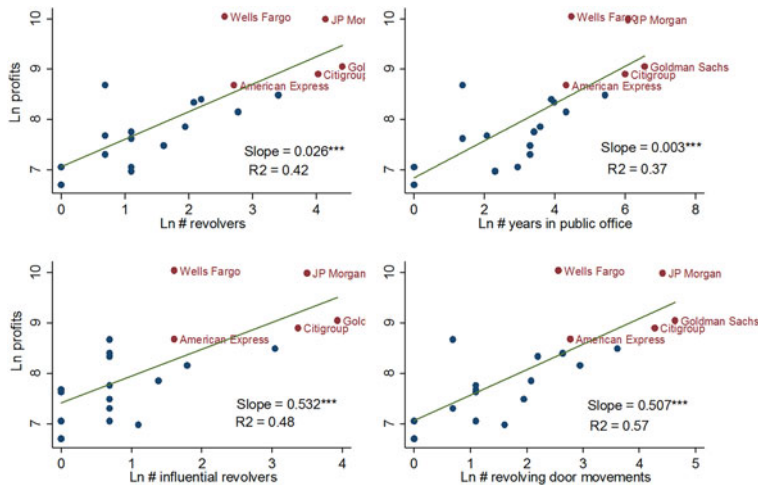 Ln profits
10
9
8
7
Wells Fargo
JP Mor
Gol
Citigroup
American Express
Slope = 0.026***
R2 = 0.42
0 1 2 3 4
Ln # revolvers
Ln profits
10
9
8
7
Wells Fargo
JP Morgan
Goldman Sachs
Citigroup
American Express
Slope = 0.003***
R2 = 0.37
0 2 4 6 8
Ln # years in public office
Ln profits
10
9
8
7
Wells Fargo
JP Morgan
Gold
Citigroup
American Express
Slope = 0.532***
R2 = 0.48
0 1 2 3 4
Ln # influential revolvers
Ln profits
10
9
8
7
Wells Fargo
JP Morgan
Goldman Sachs
Citigroup
American Express
Slope = 0.507***
R2 = 0.57
0 1 2 3 4 5
Ln # revolving door movements